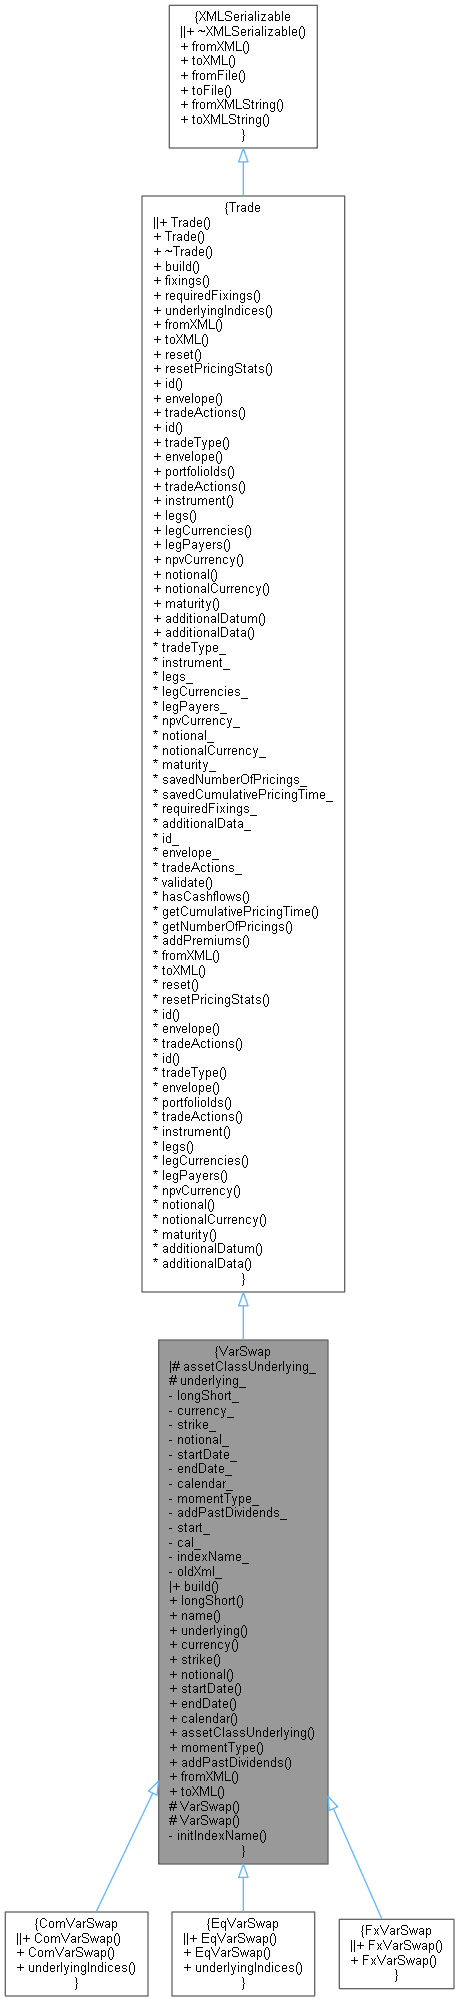 {XMLSerializable
||+ ~XMLSerializable()
+ fromXML()
+ toXML()
+ fromFile()
+ toFile()
+ fromXMLString()
+ toXMLString()
}
{Trade
||+ Trade()
+ Trade()
+ ~Trade()
+ build()
+ fixings()
+ requiredFixings()
+ underlyingIndices()
+ fromXML()
+ toXML()
+ reset()
+ resetPricingStats()
+ id()
+ envelope()
+ tradeActions()
+ id()
+ tradeType()
+ envelope()
+ portfolioIds()
+ tradeActions()
+ instrument()
+ legs()
+ legCurrencies()
+ legPayers()
+ npvCurrency()
+ notional()
+ notionalCurrency()
+ maturity()
+ additionalDatum()
+ additionalData()
* tradeType_
* instrument_
* legs_
* legCurrencies_
* legPayers_
* npvCurrency_
* notional_
* notionalCurrency_
* maturity_
* savedNumberOfPricings_
* savedCumulativePricingTime_
* requiredFixings_
* additionalData_
* id_
* envelope_
* tradeActions_
* validate()
* hasCashflows()
* getCumulativePricingTime()
* getNumberOfPricings()
* addPremiums()
* fromXML()
* toXML()
* reset()
* resetPricingStats()
* id()
* envelope()
* tradeActions()
* id()
* tradeType()
* envelope()
* portfolioIds()
* tradeActions()
* instrument()
* legs()
* legCurrencies()
* legPayers()
* npvCurrency()
* notional()
* notionalCurrency()
* maturity()
* additionalDatum()
* additionalData()
}
{VarSwap
|# assetClassUnderlying_
# underlying_
- longShort_
- currency_
- strike_
- notional_
- startDate_
- endDate_
- calendar_
- momentType_
- addPastDividends_
- start_
- cal_
- indexName_
- oldXml_
|+ build()
+ longShort()
+ name()
+ underlying()
+ currency()
+ strike()
+ notional()
+ startDate()
+ endDate()
+ calendar()
+ assetClassUnderlying()
+ momentType()
+ addPastDividends()
+ fromXML()
+ toXML()
# VarSwap()
# VarSwap()
- initIndexName()
}
{ComVarSwap
||+ ComVarSwap()
+ ComVarSwap()
+ underlyingIndices()
}
{EqVarSwap
||+ EqVarSwap()
+ EqVarSwap()
+ underlyingIndices()
}
{FxVarSwap
||+ FxVarSwap()
+ FxVarSwap()
}